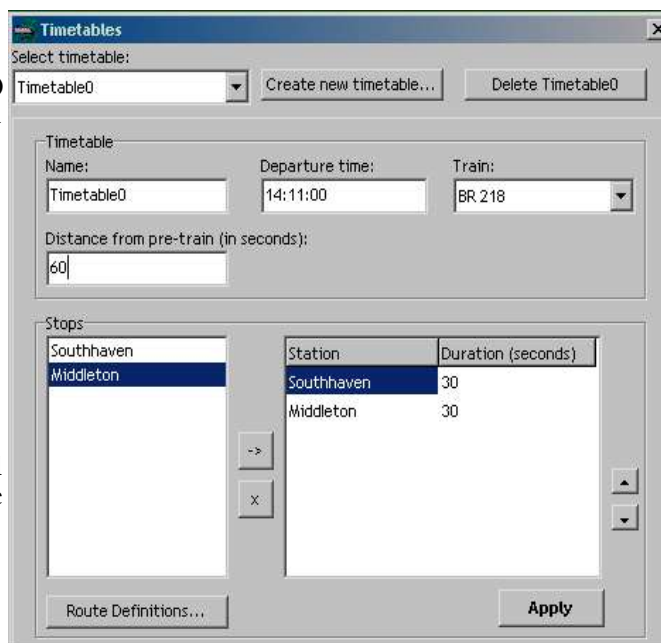 Timetables
Select timetable:
Timetable0 Create new timetable... Delete Timetable0
Timetable
Name: Departure time: Train:
Timetable0 14:11:00 BR 218
Distance from pre-train (in seconds):
60
Stops
Southhaven
Middleton
Station Duration (seconds)
Southhaven 30
Middleton 30
->
x
Route Definitions... Apply